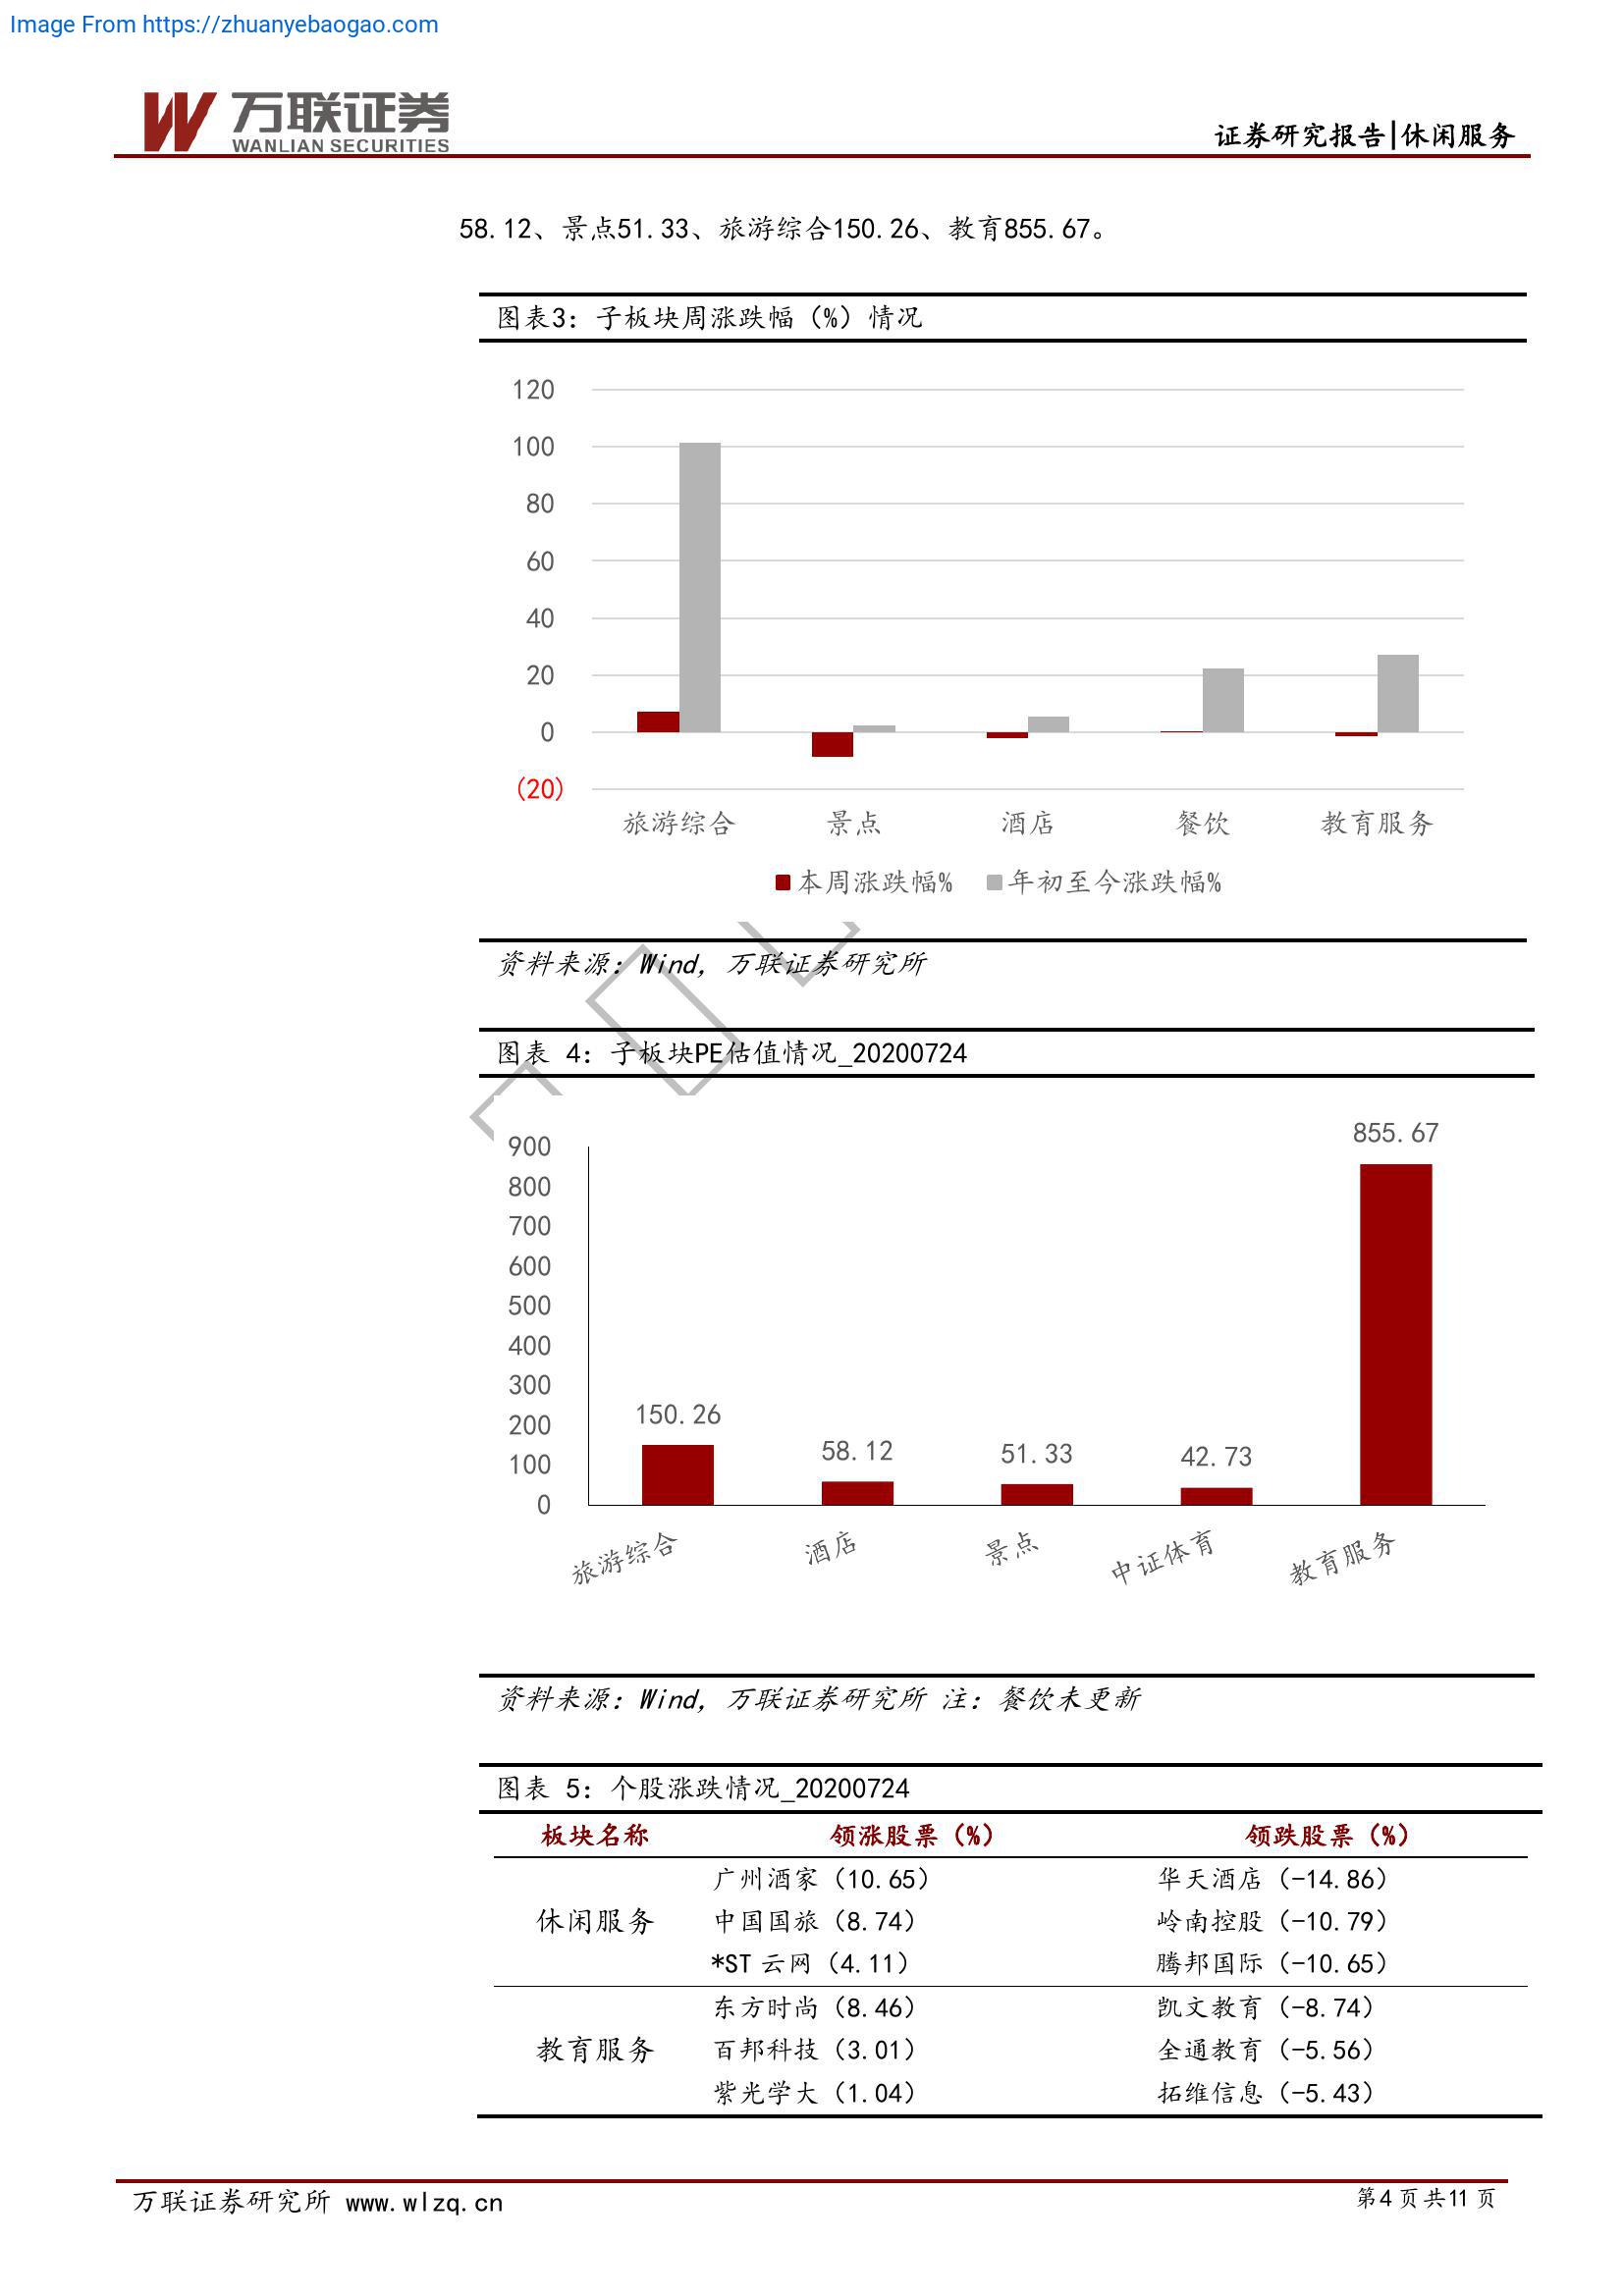 Image From https://zhuanyebaogao.com
万联证券
WANLIAN SECURITIES
证券研究报告|休闲服务
58.12、景点51.33、旅游综合150.26、教育855.67。
图表3：子板块周涨跌幅（%）情况
120
100
80
60
40
20
0
(20)
旅游综合 景点 酒店 餐饮 教育服务
本周涨跌幅% 年初至今涨跌幅%
资料来源：Wind，万联证券研究所
图表 4：子板块PE估值情况_20200724
900
800
700
600
500
400
300
200
100
0
150.26 58.12 51.33 42.73 855.67
旅游综合 酒店 景点 中证体育 教育服务
资料来源：Wind，万联证券研究所 注：餐饮未更新
图表 5：个股涨跌情况_20200724
板块名称 领涨股票（%） 领跌股票（%）
广州酒家（10.65） 华天酒店（-14.86）
休闲服务 中国国旅（8.74） 岭南控股（-10.79）
*ST 云网（4.11） 腾邦国际（-10.65）
东方时尚（8.46） 凯文教育（-8.74）
教育服务 百邦科技（3.01） 全通教育（-5.56）
紫光学大（1.04） 拓维信息（-5.43）
万联证券研究所 www.wlzq.cn 第4页共11页